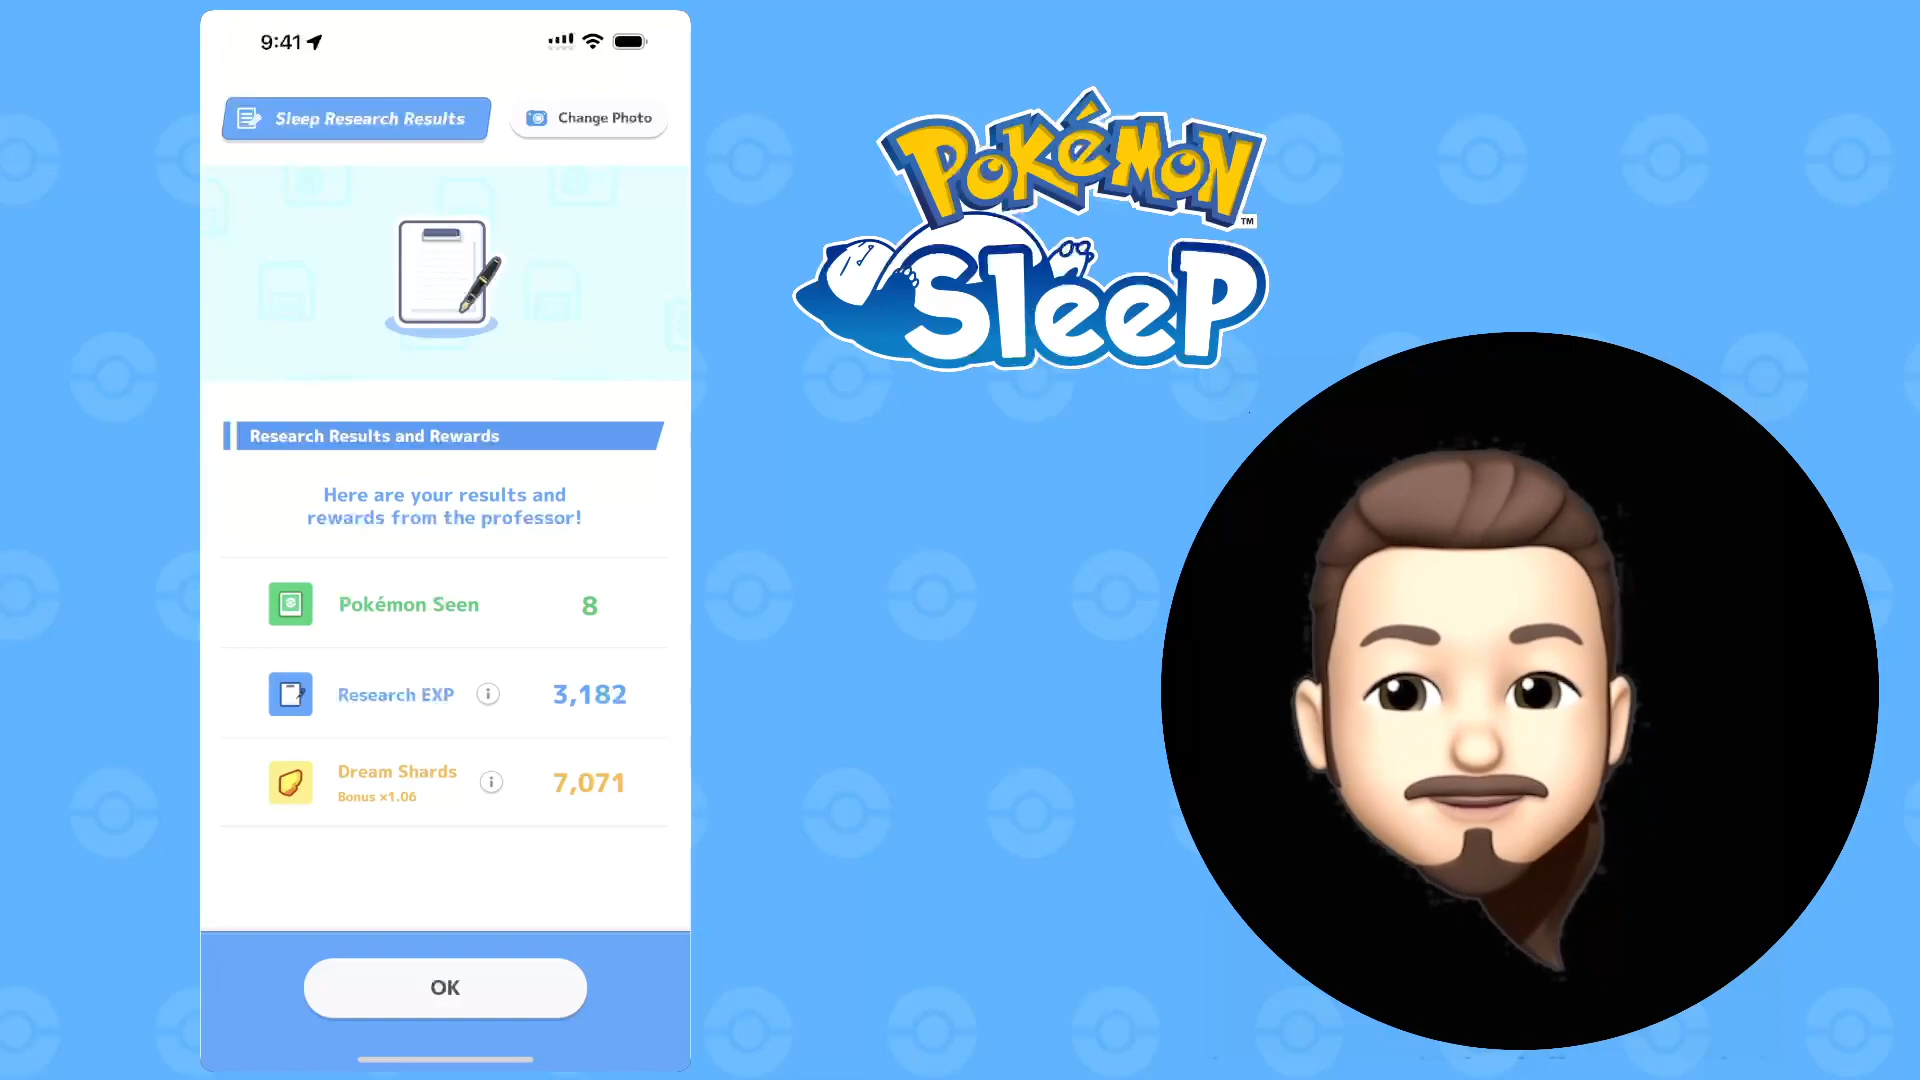 9:41
Sleep Research Results
Change Photo
POKéMON
TM
Sleep
Research Results and Rewards
Here are your results and
rewards from the professor!
Pokémon Seen
8
Research EXP
i
3,182
Dream Shards
i
7,071
Bonus ×1.06
OK